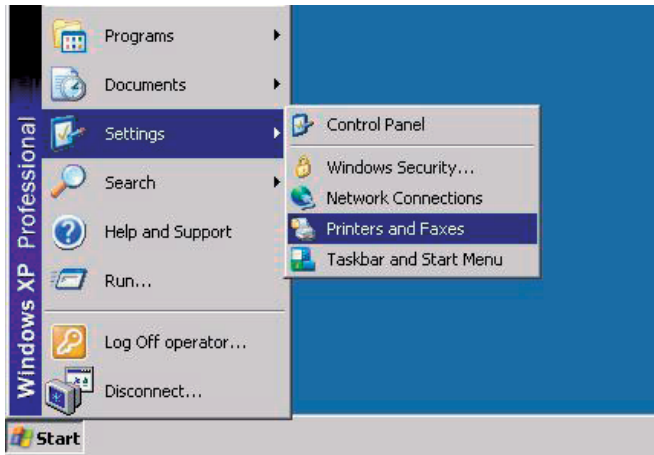 Programs
Documents
Settings
Search
Help and Support
Run...
Log Off operator...
Disconnect...
Control Panel
Windows Security...
Network Connections
Printers and Faxes
Taskbar and Start Menu
Windows XP Professional
Start